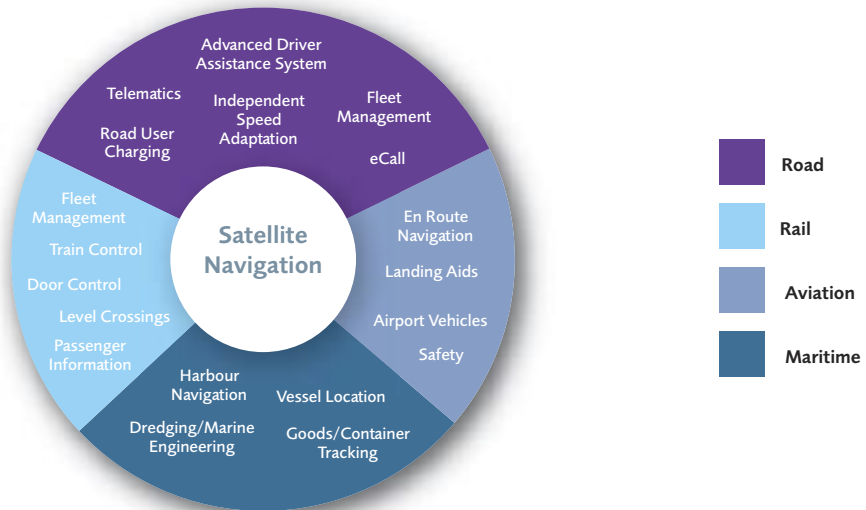 Advanced Driver
Assistance System
Telematics
Independent
Speed
Adaptation
Fleet
Management
Road User
Charging
eCall
Fleet
Management
Train Control
Door Control
Level Crossings
Passenger
Information
Satellite
Navigation
En Route
Navigation
Landing Aids
Airport Vehicles
Safety
Harbour
Navigation
Vessel Location
Dredging/Marine
Engineering
Goods/Container
Tracking
Road
Rail
Aviation
Maritime